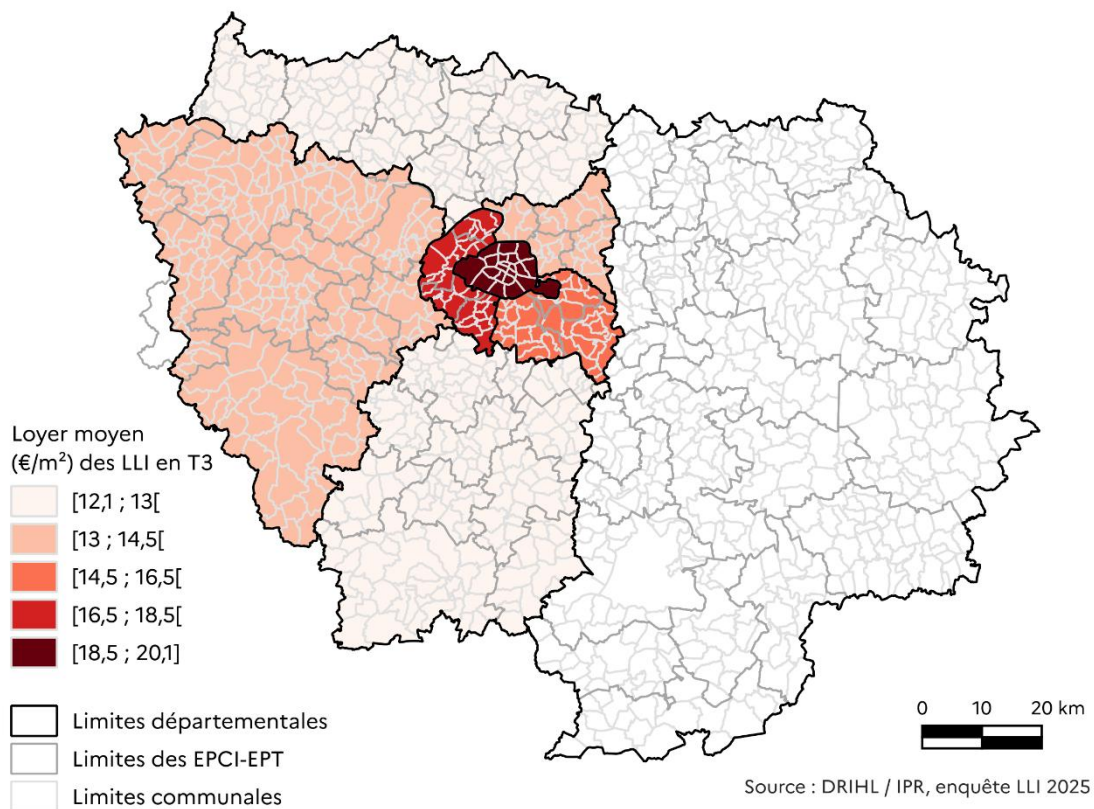 Loyer moyen
(€/m²) des LLI en T3
[12,1 ; 13[
[13 ; 14,5[
[14,5 ; 16,5[
[16,5 ; 18,5[
[18,5 ; 20,1]
Limites départementales
Limites des EPCI-EPT
Limites communales
0 10 20 km
Source : DRIHL / IPR, enquête LLI 2025